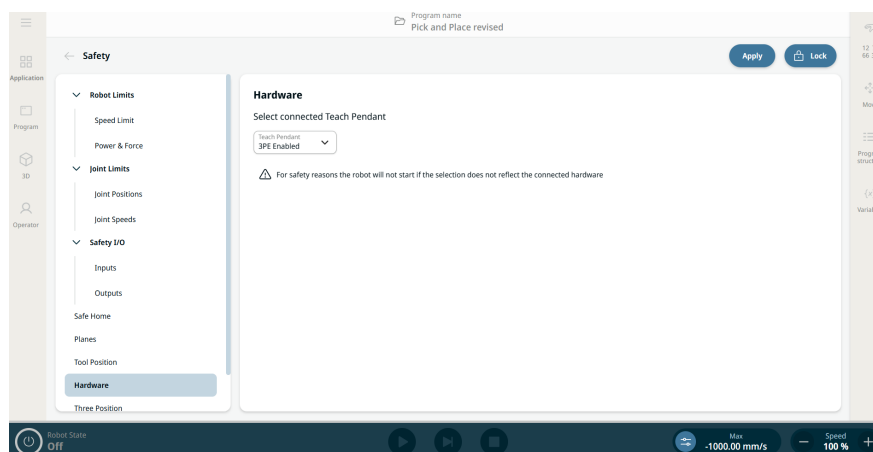 Program name
Pick and Place revised
Application
Program
3D
Operator
Safety
Apply
Lock
Robot Limits
Speed Limit
Power & Force
Joint Limits
Joint Positions
Joint Speeds
Safety I/O
Inputs
Outputs
Safe Home
Planes
Tool Position
Hardware
Three Position
Hardware
Select connected Teach Pendant
Teach Pendant
3PE Enabled
For safety reasons the robot will not start if the selection does not reflect the connected hardware
12
66
Robot State
Off
Max
-1000.00 mm/s
Speed
100 %